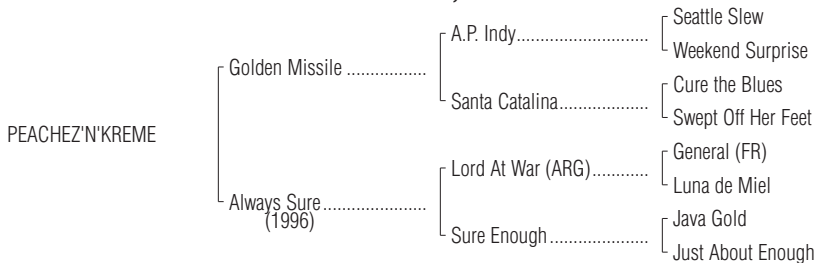 Seattle Slew
A.P. Indy
Weekend Surprise
Golden Missile
Cure the Blues
Santa Catalina
Swept Off Her Feet
PEACHEZ'N'KREME
General (FR)
Lord At War (ARG)
Luna de Miel
Always Sure
(1996)
Java Gold
Sure Enough
Just About Enough